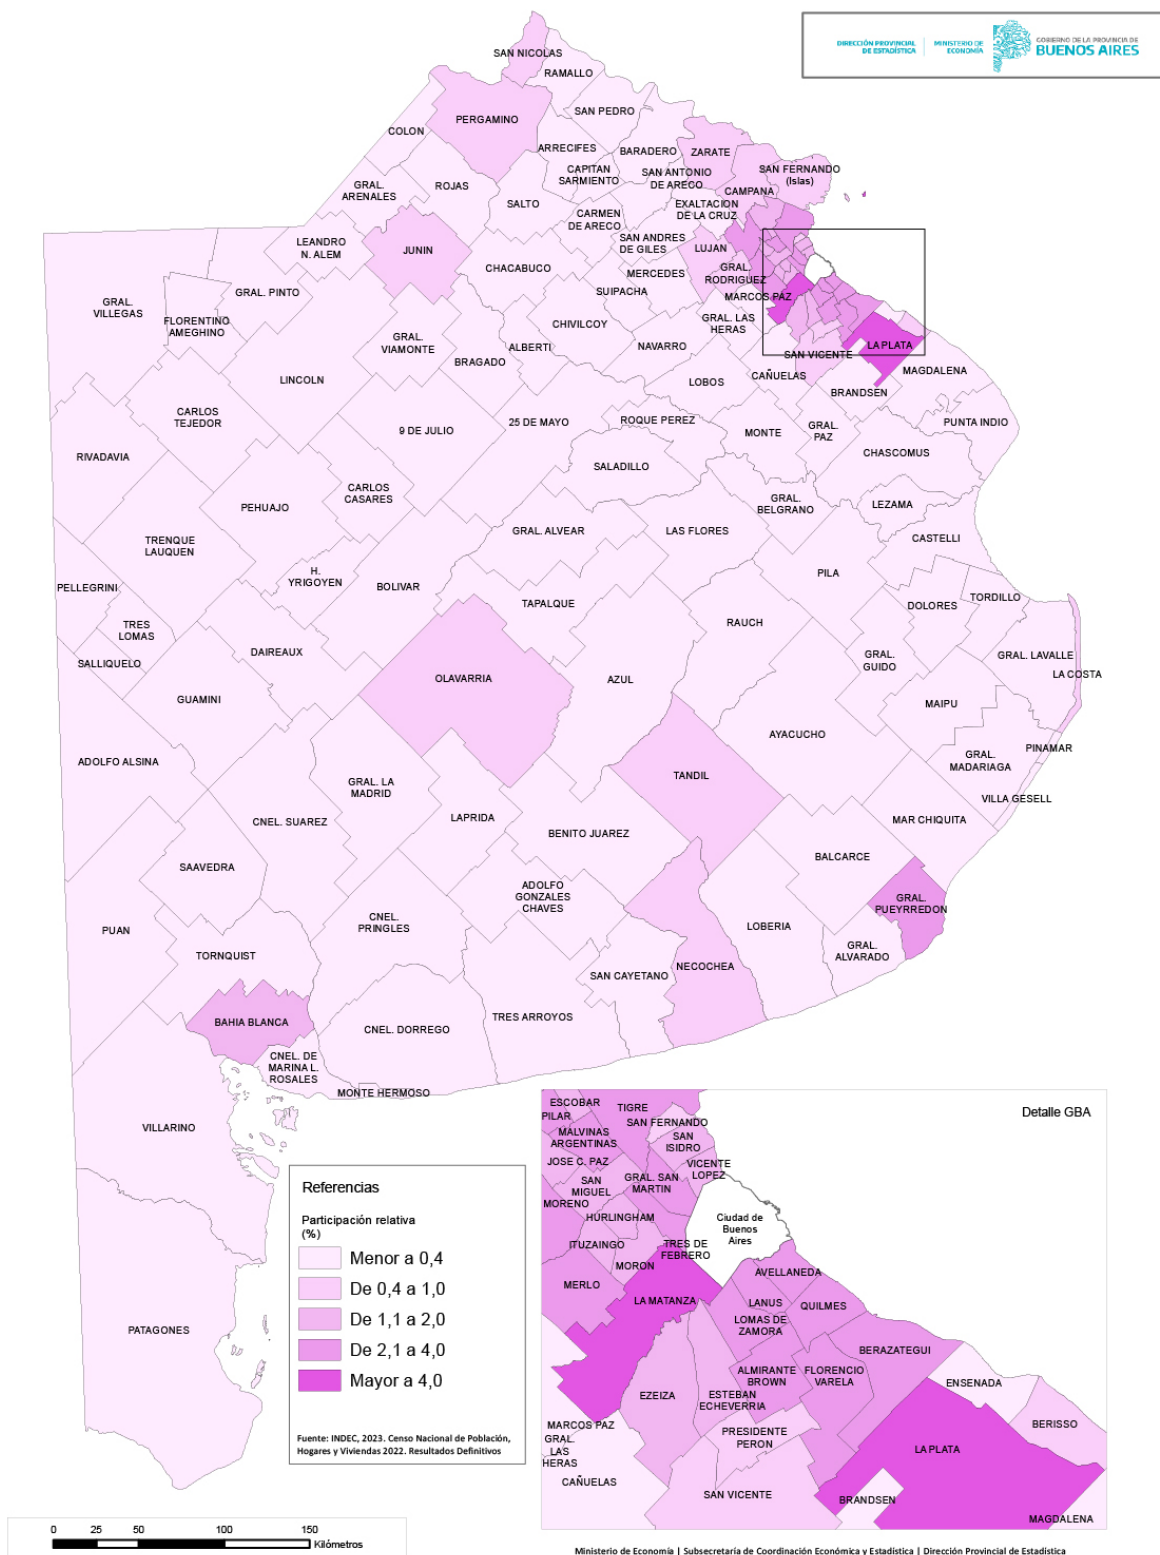 DIRECCIÓN PROVINCIAL
DE ESTADÍSTICA
MINISTERIO DE
ECONOMÍA
GOBIERNO DE LA PROVINCIA DE
BUENOS AIRES
SAN NICOLAS
RAMALLO
SAN PEDRO
PERGAMINO
COLON
ARRECIFES
BARADERO
ZARATE
CAPITAN
SARMIENTO
SAN ANTONIO
DE ARECO
SAN FERNANDO
(Islas)
CAMPANA
GRAL.
ARENALES
ROJAS
SALTO
CARMEN
DE ARECO
EXALTACION
DE LA CRUZ
LEANDRO
N. ALEM
JUNIN
SAN ANDRES
DE GILES
LUJAN
CHACABUCO
MERCEDES
GRAL.
RODRIGUEZ
SUIPACHA
MARCOS PAZ
GRAL.
VILLEGAS
GRAL. PINTO
FLORENTINO
AMEGHINO
CHIVILCOY
GRAL. LAS
HERAS
GRAL.
VIAMONTE
ALBERTI
NAVARRO
LA PLATA
BRAGADO
SAN VICENTE
MAGDALENA
LINCOLN
LOBOS
CAÑUELAS
BRANDSEN
CARLOS
TEJEDOR
9 DE JULIO
25 DE MAYO
ROQUE PEREZ
MONTE
GRAL.
PAZ
PUNTA INDIO
RIVADAVIA
SALADILLO
CHASCOMUS
CARLOS
CASARES
PEHUAJO
GRAL.
BELGRANO
LEZAMA
TRENQUE
LAUQUEN
GRAL. ALVEAR
LAS FLORES
CASTELLI
PELLEGRINI
H.
YRIGOYEN
BOLIVAR
PILA
TAPALQUE
DOLORES
TORDILLO
TRES
LOMAS
RAUCH
SALLIQUELO
DAIREAUX
GRAL.
GUIDO
GRAL. LAVALLE
LA COSTA
GUAMINI
OLAVARRIA
AZUL
MAIPU
AYACUCHO
PINAMAR
ADOLFO ALSINA
GRAL.
MADARIAGA
GRAL. LA
MADRID
TANDIL
VILLA GESELL
CNEL. SUAREZ
LAPRIDA
BENITO JUAREZ
MAR CHIQUITA
SAAVEDRA
BALCARCE
ADOLFO
GONZALES
CHAVES
GRAL.
PUEYRREDON
PUAN
CNEL.
PRINGLES
LOBERIA
TORNQUIST
GRAL.
ALVARADO
SAN CAYETANO
NECOCHEA
BAHIA BLANCA
CNEL. DORREGO
TRES ARROYOS
CNEL. DE
MARINA L.
ROSALES
MONTE HERMOSO
VILLARINO
PATAGONES
Referencias
Participación relativa
(%)
Menor a 0,4
De 0,4 a 1,0
De 1,1 a 2,0
De 2,1 a 4,0
Mayor a 4,0
Fuente: INDEC, 2023. Censo Nacional de Población,
Hogares y Viviendas 2022. Resultados Definitivos
Detalle GBA
ESCOBAR
PILAR
TIGRE
SAN FERNANDO
MALVINAS
ARGENTINAS
SAN
ISIDRO
JOSE C. PAZ
VICENTE
LOPEZ
SAN
MIGUEL
GRAL. SAN
MARTIN
MORENO
HURLINGHAM
Ciudad de
Buenos
Aires
ITUZAINGO
TRES DE
FEBRERO
MORON
MERLO
AVELLANEDA
LA MATANZA
LANUS
QUILMES
LOMAS DE
ZAMORA
BERAZATEGUI
ALMIRANTE
BROWN
FLORENCIO
VARELA
ENSENADA
EZEIZA
ESTEBAN
ECHEVERRIA
BERISSO
MARCOS PAZ
PRESIDENTE
PERON
GRAL.
LAS
HERAS
LA PLATA
CAÑUELAS
SAN VICENTE
BRANDSEN
MAGDALENA
0 25 50 100 150
Kilómetros
Ministerio de Economía | Subsecretaría de Coordinación Económica y Estadística | Dirección Provincial de Estadística